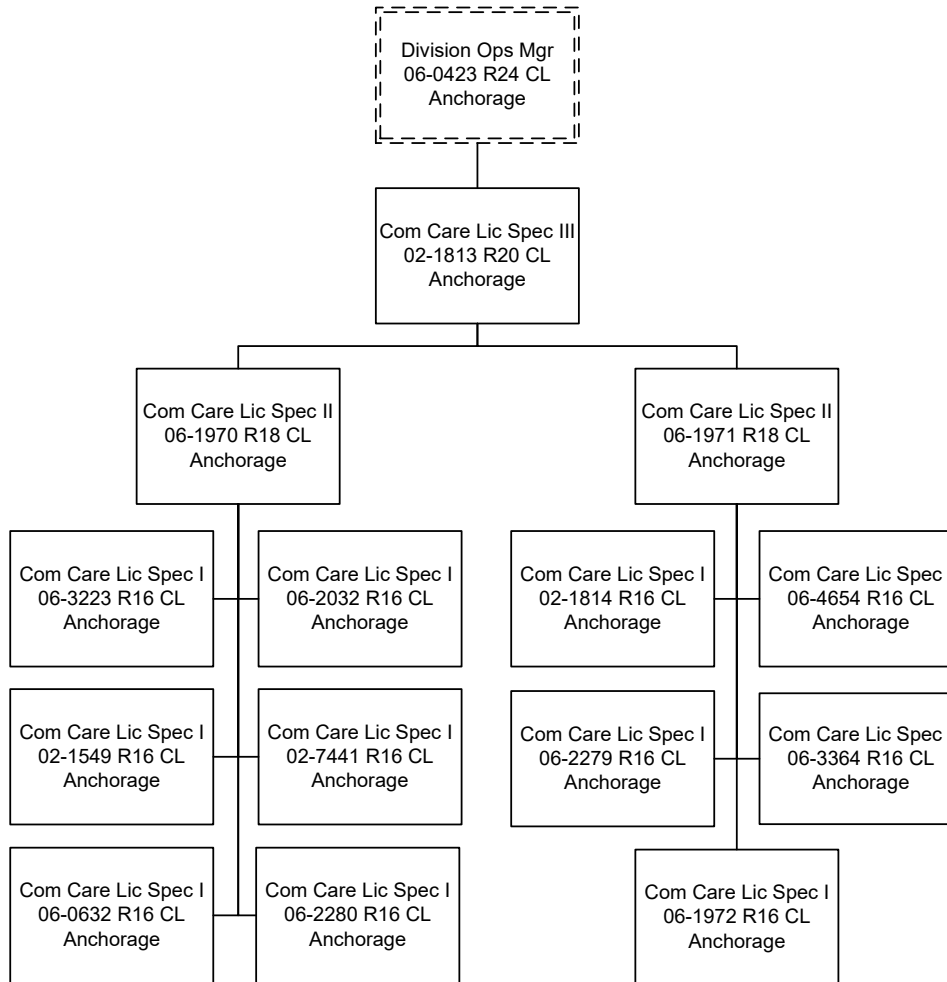 Division Ops Mgr
06-0423 R24 CL
Anchorage
Com Care Lic Spec III
02-1813 R20 CL
Anchorage
Com Care Lic Spec II
06-1970 R18 CL
Anchorage
Com Care Lic Spec II
06-1971 R18 CL
Anchorage
Com Care Lic Spec I
06-3223 R16 CL
Anchorage
Com Care Lic Spec I
06-2032 R16 CL
Anchorage
Com Care Lic Spec I
02-1814 R16 CL
Anchorage
Com Care Lic Spec
06-4654 R16 CL
Anchorage
Com Care Lic Spec I
02-1549 R16 CL
Anchorage
Com Care Lic Spec I
02-7441 R16 CL
Anchorage
Com Care Lic Spec I
06-2279 R16 CL
Anchorage
Com Care Lic Spec
06-3364 R16 CL
Anchorage
Com Care Lic Spec I
06-0632 R16 CL
Anchorage
Com Care Lic Spec I
06-2280 R16 CL
Anchorage
Com Care Lic Spec I
06-1972 R16 CL
Anchorage